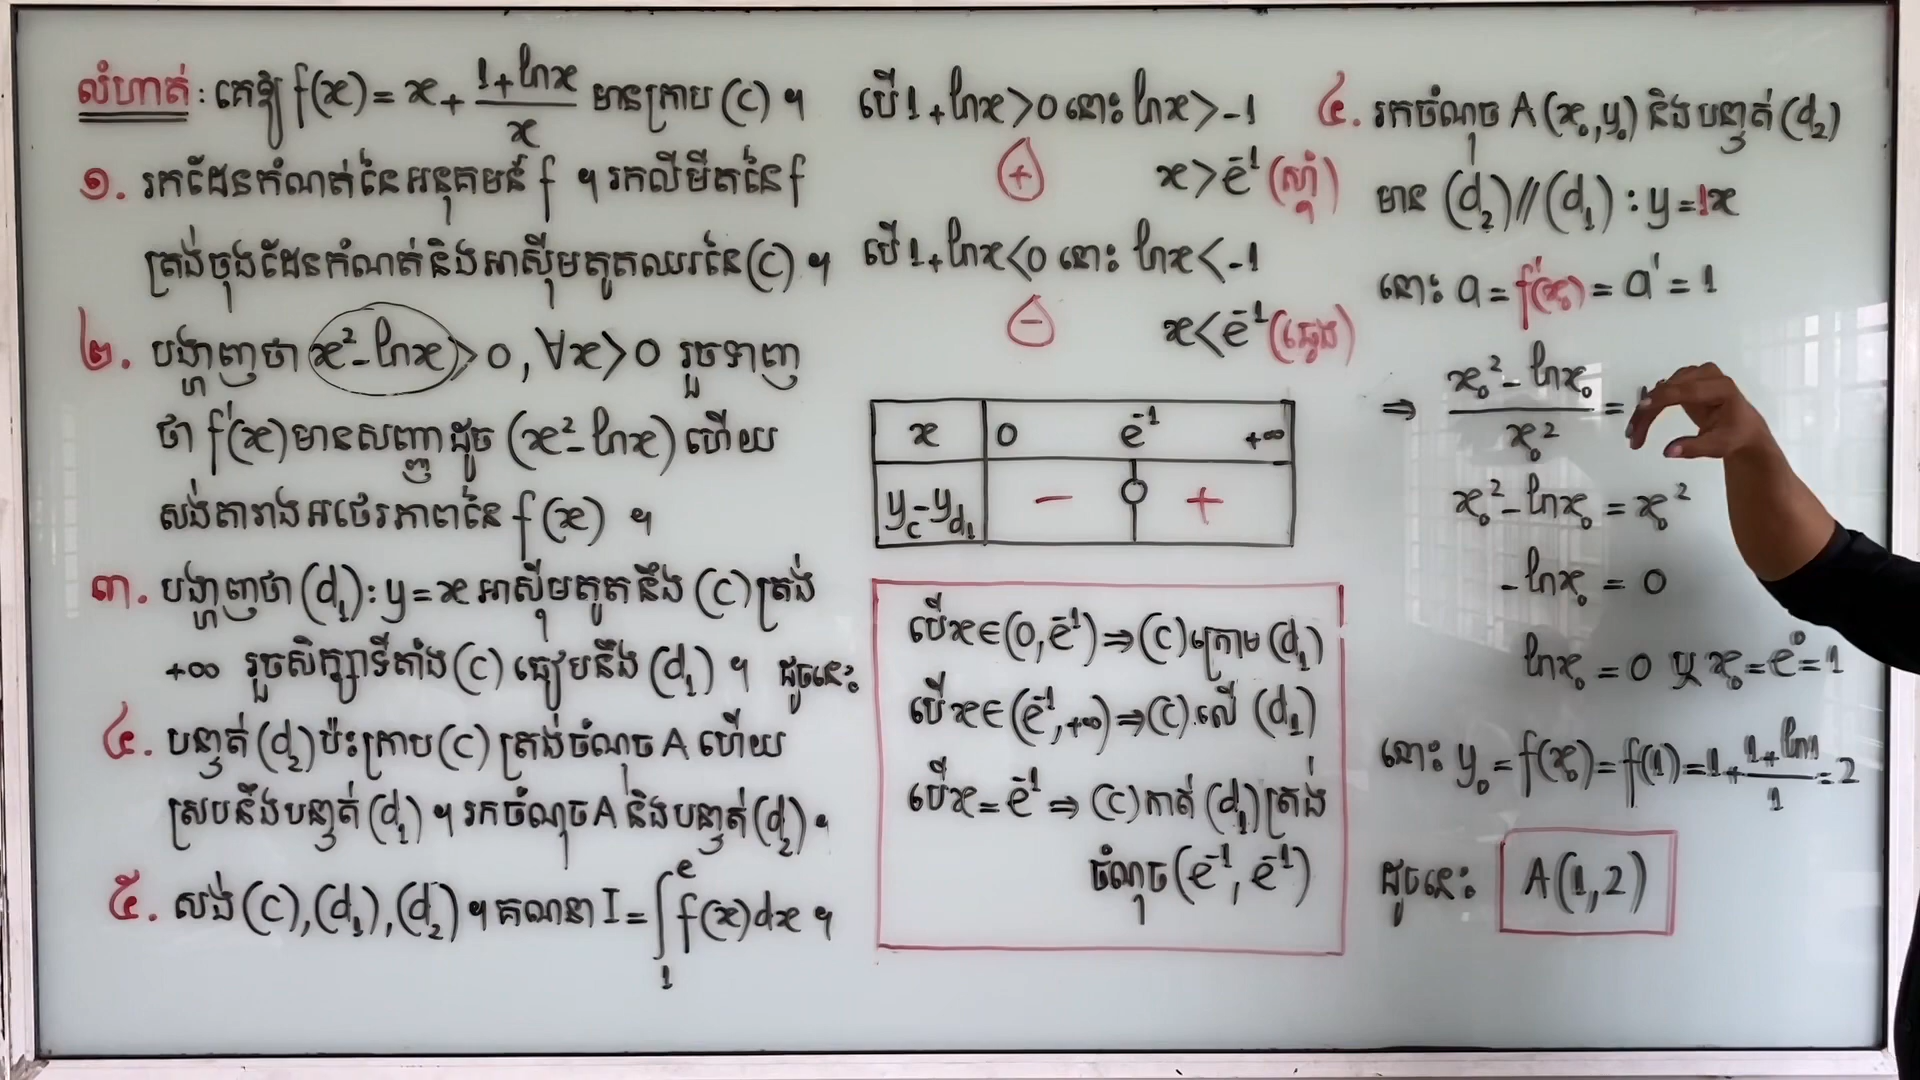 លំហាត់ : គេឱ្យ f(x) = x + (1+lnx)/x មានក្រាប (C) ។
១. រកដែនកំណត់នៃអនុគមន៍ f ។ រកលីមីតនៃ f
ត្រង់ចុងដែនកំណត់និងអាស៊ីមតូតឈរនៃ (C) ។
២. បង្ហាញថា x² - lnx > 0 , ∀x > 0 រួចទាញ
ថា f'(x) មានសញ្ញាដូច (x² - lnx) ហើយ
សង់តារាងអថេរភាពនៃ f(x) ។
៣. បង្ហាញថា (d₁) : y = x អាស៊ីមតូតនឹង (C) ត្រង់
+∞ រួចសិក្សាទីតាំង (C) ធៀបនឹង (d₁) ។
៤. បន្ទាត់ (d₂) ប៉ះក្រាប (C) ត្រង់ចំណុច A ហើយ
ស្របនឹងបន្ទាត់ (d₁) ។ រកចំណុច A និងបន្ទាត់ (d₂) ។
៥. សង់ (C), (d₁), (d₂) ។ គណនា I = ∫₁ᵉ f(x)dx ។
បើ 1+lnx > 0 នោះ lnx > -1
+ x > e⁻¹ (ស្តាំ)
បើ 1+lnx < 0 នោះ lnx < -1
- x < e⁻¹ (ឆ្វេង)
x 0 e⁻¹ +∞
y_C - y_d₁ - 0 +
ដូចនេះ:
បើ x ∈ (0, e⁻¹) ⇒ (C) ក្រោម (d₁)
បើ x ∈ (e⁻¹, +∞) ⇒ (C) លើ (d₁)
បើ x = e⁻¹ ⇒ (C) កាត់ (d₁) ត្រង់
ចំណុច (e⁻¹, e⁻¹)
៤. រកចំណុច A(x₀, y₀) និងបន្ទាត់ (d₂)
មាន (d₂) // (d₁) : y = 1x
នោះ a = f'(x₀) = a' = 1
⇒ (x₀² - lnx₀)/x₀² =
x₀² - lnx₀ = x₀²
- lnx₀ = 0
lnx₀ = 0 ឬ x₀ = e⁰ = 1
នោះ y₀ = f(x₀) = f(1) = 1 + (1+ln1)/1 = 2
ដូចនេះ: A(1,2)